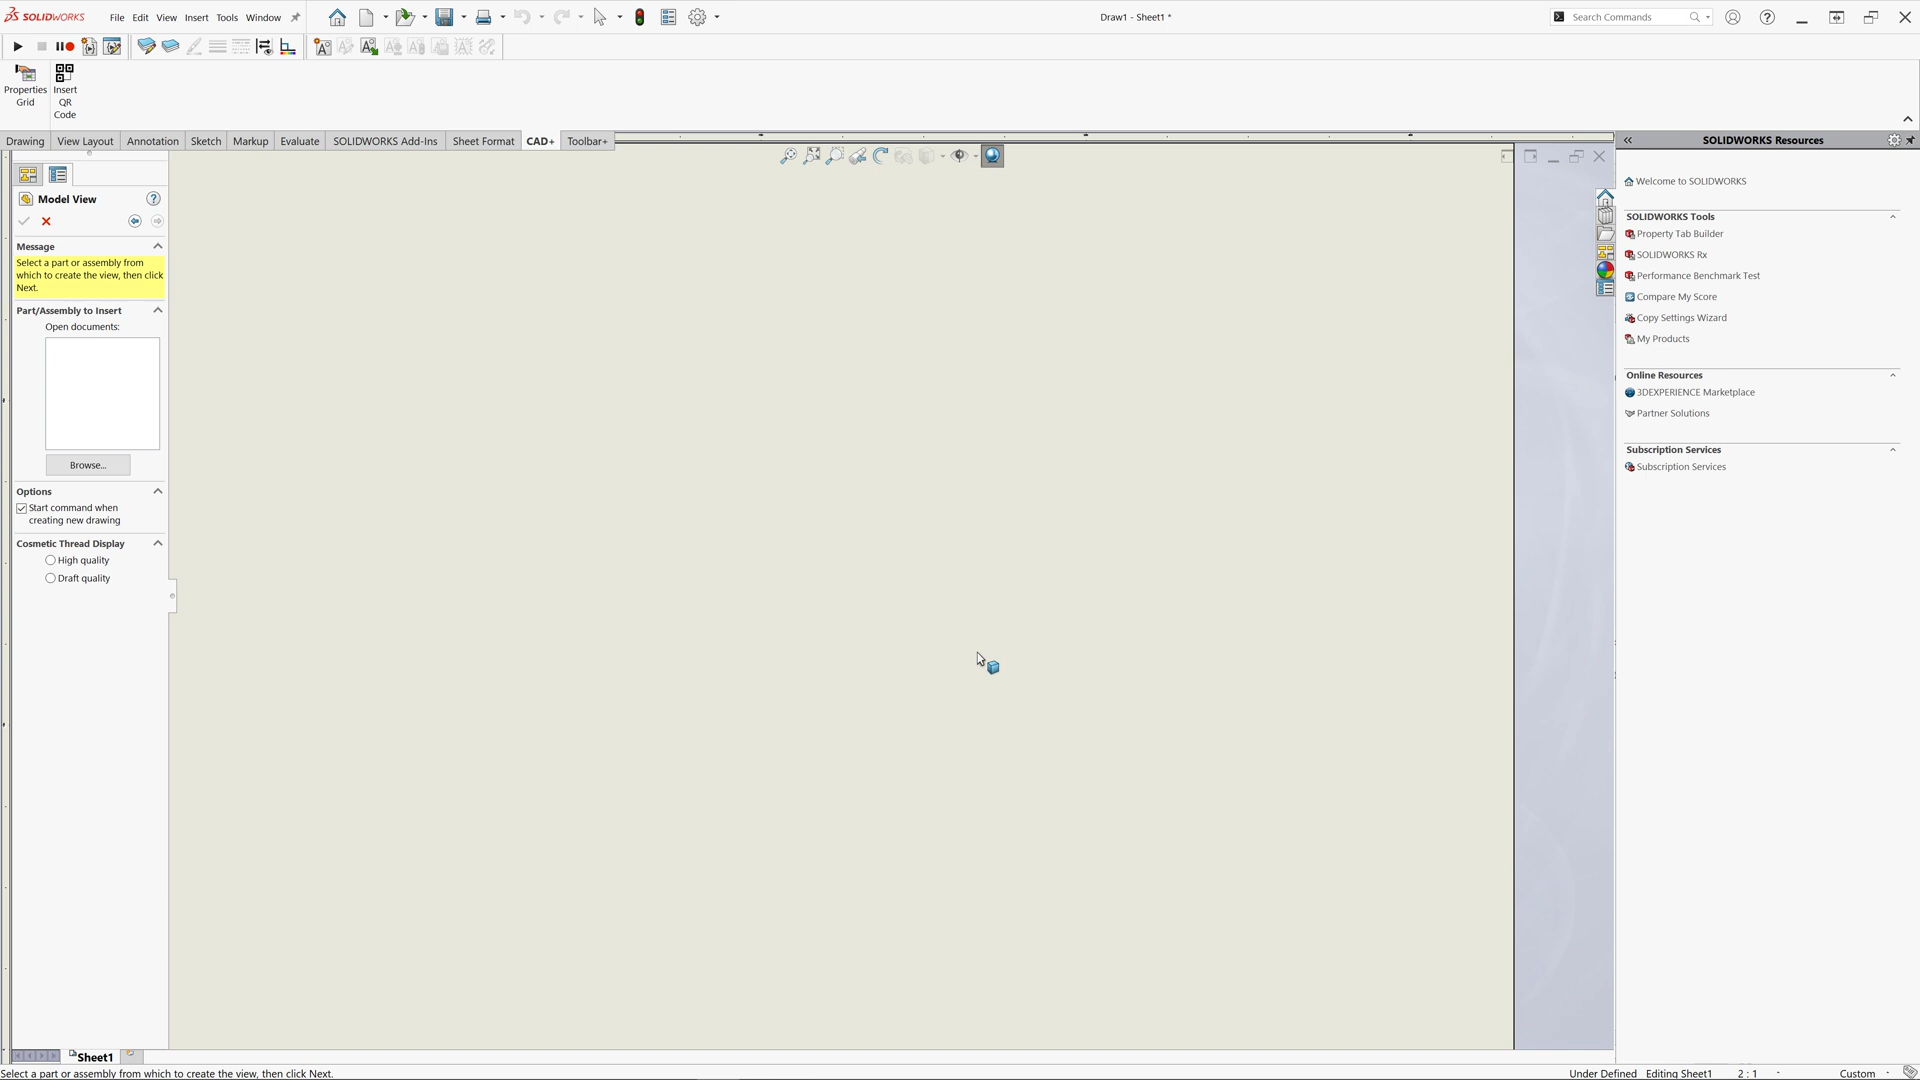 SOLIDWORKS File Edit View Insert Tools Window
Draw1 - Sheet1 *
Search Commands
Properties
Grid
Insert
QR
Code
Drawing View Layout Annotation Sketch Markup Evaluate SOLIDWORKS Add-Ins Sheet Format CAD+ Toolbar+
Model View
Message
Select a part or assembly from
which to create the view, then click
Next.
Part/Assembly to Insert
Open documents:
Browse...
Options
Start command when
creating new drawing
Cosmetic Thread Display
High quality
Draft quality
SOLIDWORKS Resources
Welcome to SOLIDWORKS
SOLIDWORKS Tools
Property Tab Builder
SOLIDWORKS Rx
Performance Benchmark Test
Compare My Score
Copy Settings Wizard
My Products
Online Resources
3DEXPERIENCE Marketplace
Partner Solutions
Subscription Services
Subscription Services
Sheet1
Select a part or assembly from which to create the view, then click Next.
Under Defined Editing Sheet1 2 : 1 - Custom -